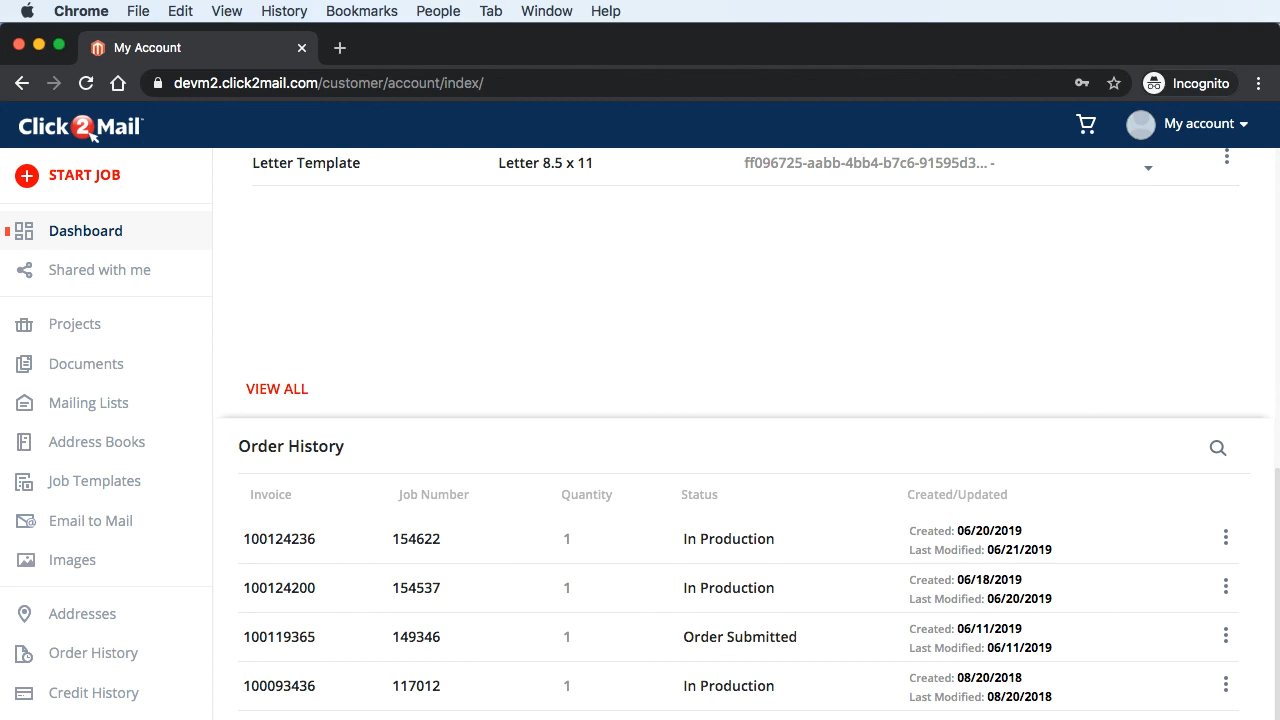 Chrome File Edit View History Bookmarks People Tab Window Help
My Account
devm2.click2mail.com/customer/account/index/ Incognito
Click2Mail My account
Letter Template Letter 8.5 x 11 ff096725-aabb-4bb4-b7c6-91595d3... -
START JOB
Dashboard
Shared with me
Projects
Documents
Mailing Lists
Address Books
Job Templates
Email to Mail
Images
Addresses
Order History
Credit History
VIEW ALL
Order History
Invoice Job Number Quantity Status Created/Updated
100124236 154622 1 In Production Created: 06/20/2019
Last Modified: 06/21/2019
100124200 154537 1 In Production Created: 06/18/2019
Last Modified: 06/20/2019
100119365 149346 1 Order Submitted Created: 06/11/2019
Last Modified: 06/11/2019
100093436 117012 1 In Production Created: 08/20/2018
Last Modified: 08/20/2018